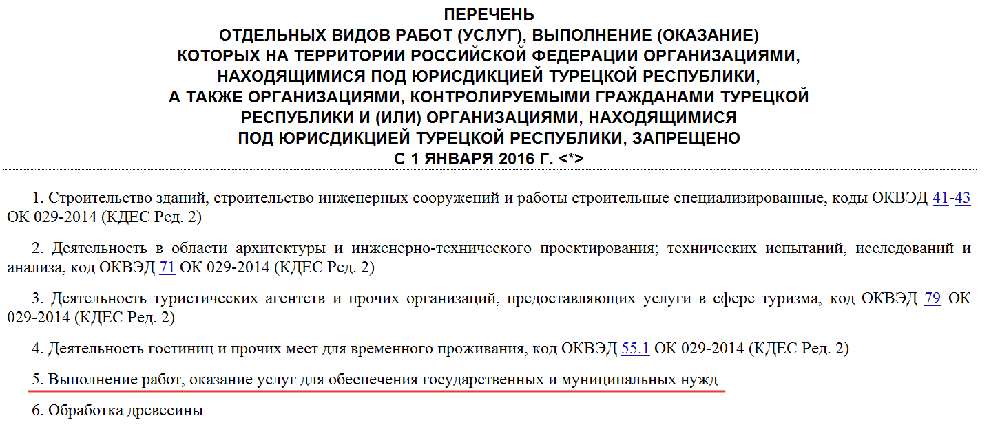 ПЕРЕЧЕНЬ
ОТДЕЛЬНЫХ ВИДОВ РАБОТ (УСЛУГ), ВЫПОЛНЕНИЕ (ОКАЗАНИЕ)
КОТОРЫХ НА ТЕРРИТОРИИ РОССИЙСКОЙ ФЕДЕРАЦИИ ОРГАНИЗАЦИЯМИ,
НАХОДЯЩИМИСЯ ПОД ЮРИСДИКЦИЕЙ ТУРЕЦКОЙ РЕСПУБЛИКИ,
А ТАКЖЕ ОРГАНИЗАЦИЯМИ, КОНТРОЛИРУЕМЫМИ ГРАЖДАНАМИ ТУРЕЦКОЙ
РЕСПУБЛИКИ И (ИЛИ) ОРГАНИЗАЦИЯМИ, НАХОДЯЩИМИСЯ
ПОД ЮРИСДИКЦИЕЙ ТУРЕЦКОЙ РЕСПУБЛИКИ, ЗАПРЕЩЕНО
С 1 ЯНВАРЯ 2016 Г. <*>
1. Строительство зданий, строительство инженерных сооружений и работы строительные специализированные, коды ОКВЭД 41-43
ОК 029-2014 (КДЕС Ред. 2)
2. Деятельность в области архитектуры и инженерно-технического проектирования; технических испытаний, исследований и
анализа, код ОКВЭД 71 ОК 029-2014 (КДЕС Ред. 2)
3. Деятельность туристических агентств и прочих организаций, предоставляющих услуги в сфере туризма, код ОКВЭД 79 ОК
029-2014 (КДЕС Ред. 2)
4. Деятельность гостиниц и прочих мест для временного проживания, код ОКВЭД 55.1 ОК 029-2014 (КДЕС Ред. 2)
5. Выполнение работ, оказание услуг для обеспечения государственных и муниципальных нужд
6. Обработка древесины